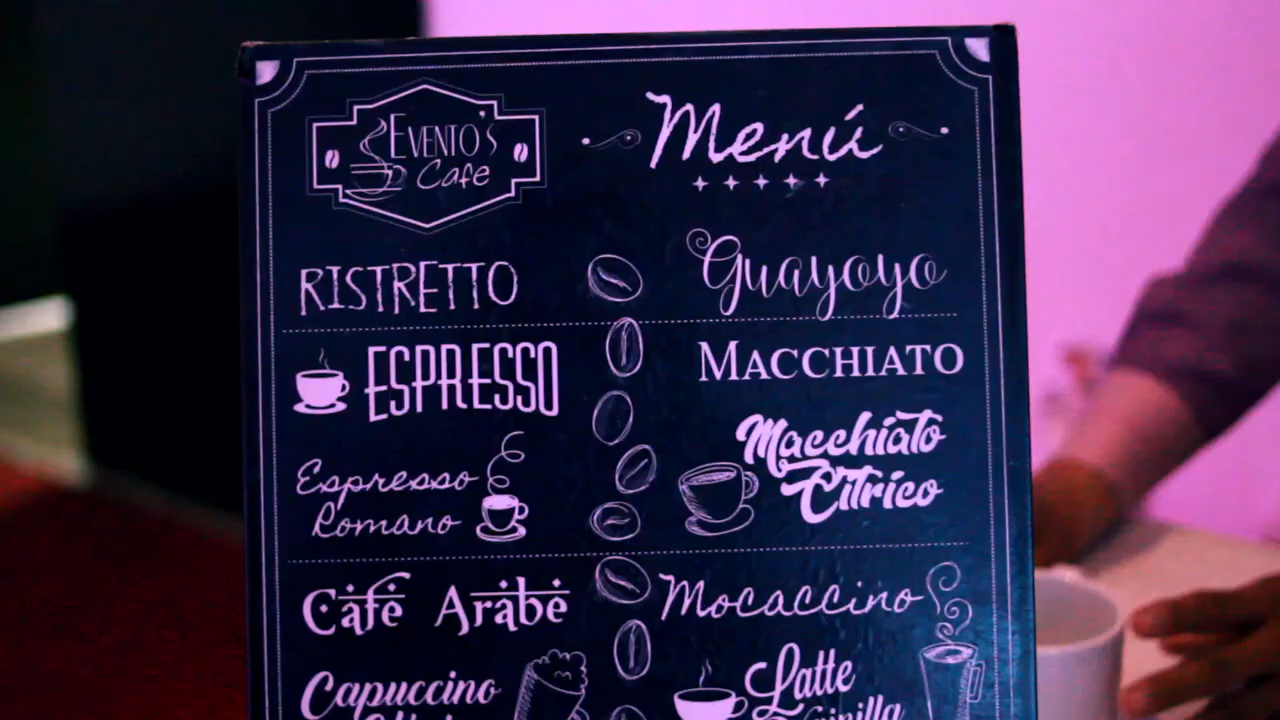 EVENTO'S
Cafe
Menú
RISTRETTO
Guayoyo
ESPRESSO
MACCHIATO
Espresso
Romano
Macchiato
Citrico
Café Arabe
Mocaccino
Capuccino
Latte